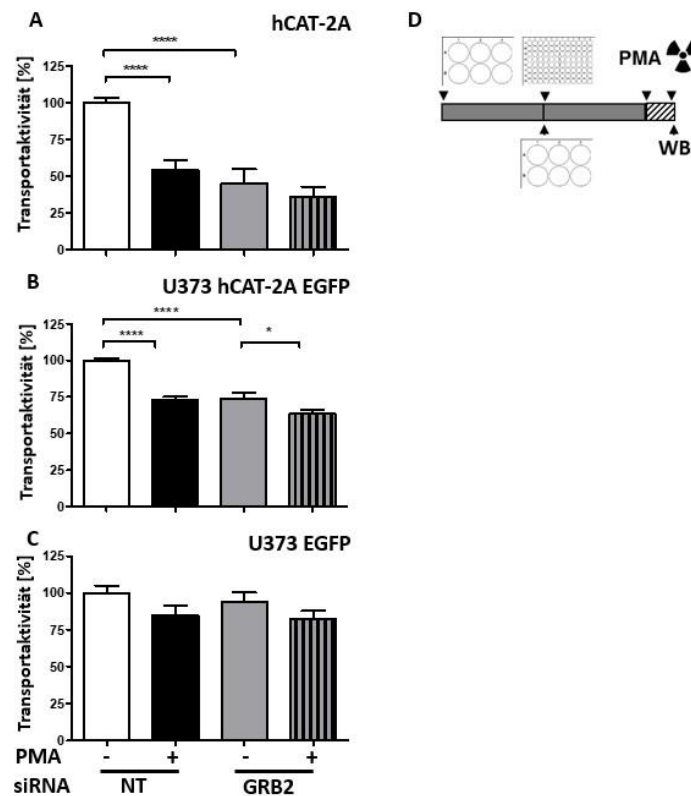 A
hCAT-2A
Transportaktivität [%]
125
100
75
50
25
0
****
****
B
U373 hCAT-2A EGFP
Transportaktivität [%]
125
100
75
50
25
0
****
****
*
C
U373 EGFP
Transportaktivität [%]
125
100
75
50
25
0
PMA - + - +
siRNA NT GRB2
D
PMA
WB